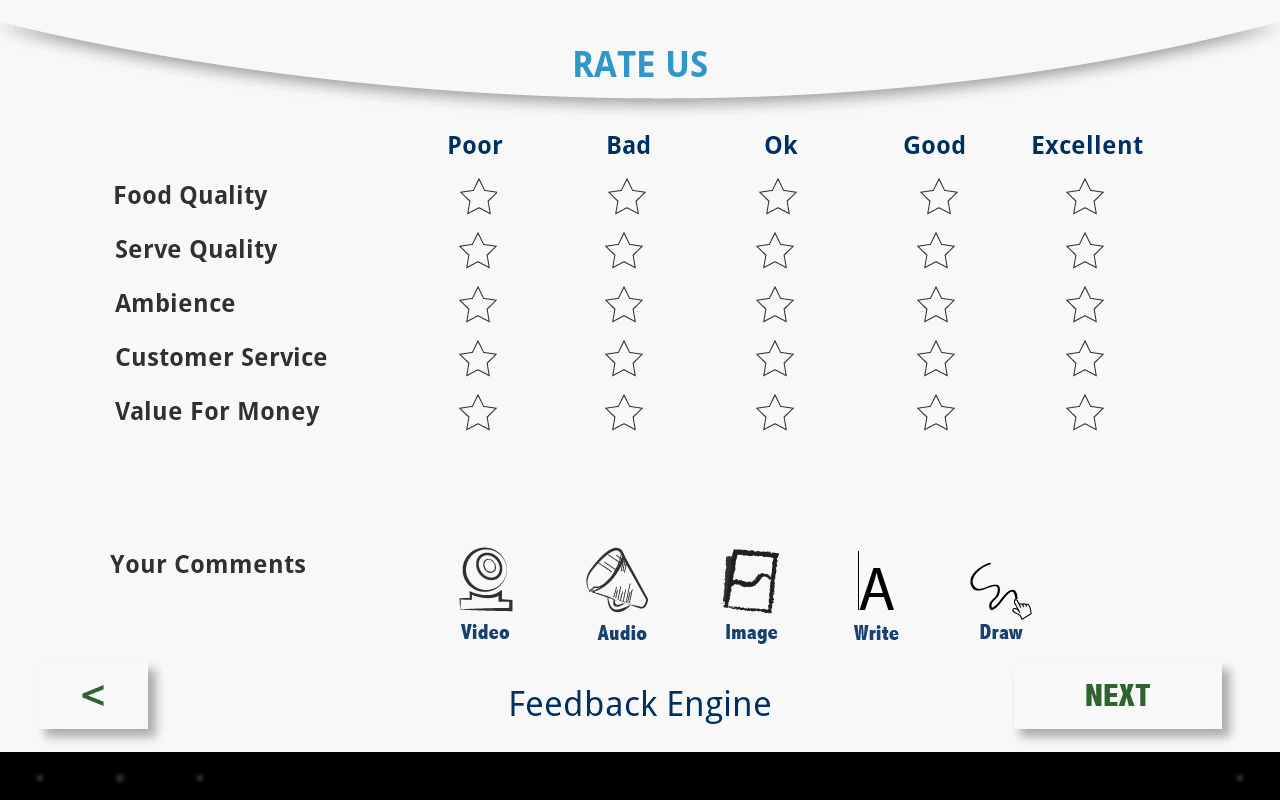 RATE US
Poor Bad Ok Good Excellent
Food Quality
Serve Quality
Ambience
Customer Service
Value For Money
Your Comments
A
Video Audio Image Write Draw
< Feedback Engine NEXT